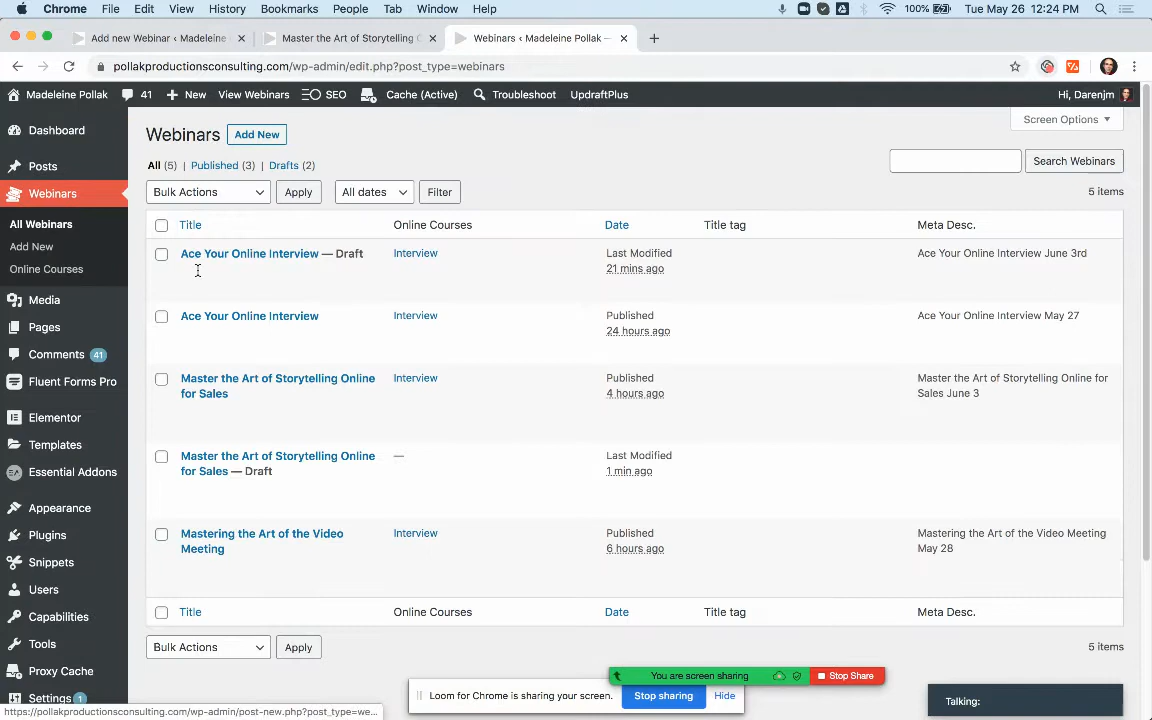 Chrome File Edit View History Bookmarks People Tab Window Help 100% Tue May 26 12:24 PM
Add new Webinar ‹ Madeleine
Master the Art of Storytelling
Webinars ‹ Madeleine Pollak —
pollakproductionsconsulting.com/wp-admin/edit.php?post_type=webinars
Madeleine Pollak 41 New View Webinars SEO Cache (Active) Troubleshoot UpdraftPlus Hi, Darenjm
Dashboard
Posts
Webinars
All Webinars
Add New
Online Courses
Media
Pages
Comments 41
Fluent Forms Pro
Elementor
Templates
Essential Addons
Appearance
Plugins
Snippets
Users
Capabilities
Tools
Proxy Cache
Settings 1
Webinars Add New
Screen Options
All (5) | Published (3) | Drafts (2)
Search Webinars
Bulk Actions Apply All dates Filter
5 items
Title Online Courses Date Title tag Meta Desc.
Ace Your Online Interview — Draft
Interview
Last Modified
21 mins ago
Ace Your Online Interview June 3rd
Ace Your Online Interview
Interview
Published
24 hours ago
Ace Your Online Interview May 27
Master the Art of Storytelling Online
for Sales
Interview
Published
4 hours ago
Master the Art of Storytelling Online for
Sales June 3
Master the Art of Storytelling Online
for Sales — Draft
—
Last Modified
1 min ago
Mastering the Art of the Video
Meeting
Interview
Published
6 hours ago
Mastering the Art of the Video Meeting
May 28
Title Online Courses Date Title tag Meta Desc.
Bulk Actions Apply
5 items
You are screen sharing Stop Share
Loom for Chrome is sharing your screen. Stop sharing Hide
Talking:
https://pollakproductionsconsulting.com/wp-admin/post-new.php?post_type=we...